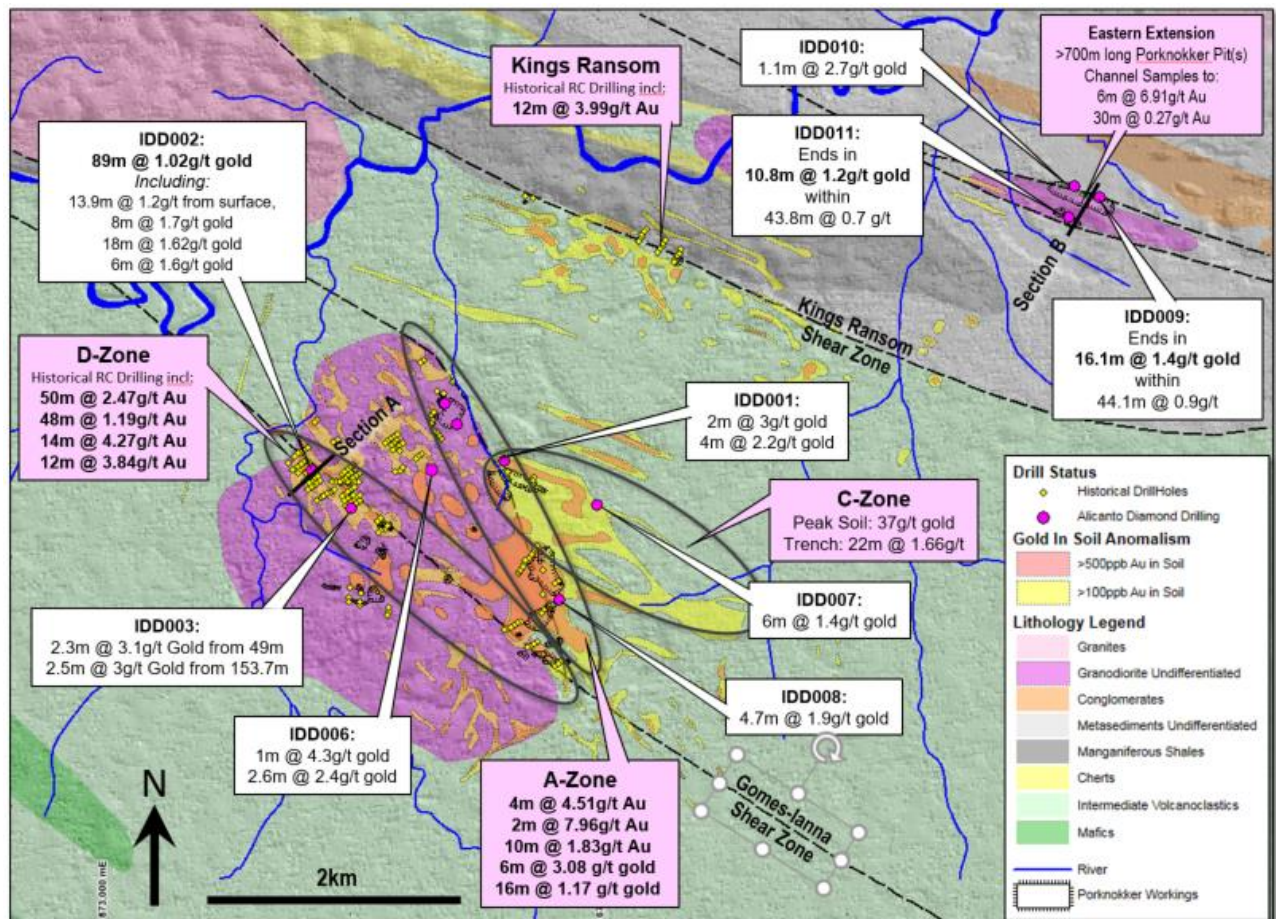 IDD002:
89m @ 1.02g/t gold
Including:
13.9m @ 1.2g/t from surface,
8m @ 1.7g/t gold
18m @ 1.62g/t gold
6m @ 1.6g/t gold
Kings Ransom
Historical RC Drilling incl:
12m @ 3.99g/t Au
IDD010:
1.1m @ 2.7g/t gold
Eastern Extension
>700m long Porknokker Pit(s)
Channel Samples to:
6m @ 6.91g/t Au
30m @ 0.27g/t Au
IDD011:
Ends in
10.8m @ 1.2g/t gold
within
43.8m @ 0.7 g/t
Section B
Kings Ransom
Shear Zone
IDD009:
Ends in
16.1m @ 1.4g/t gold
within
44.1m @ 0.9g/t
D-Zone
Historical RC Drilling incl:
50m @ 2.47g/t Au
48m @ 1.19g/t Au
14m @ 4.27g/t Au
12m @ 3.84g/t Au
Section A
IDD001:
2m @ 3g/t gold
4m @ 2.2g/t gold
C-Zone
Peak Soil: 37g/t gold
Trench: 22m @ 1.66g/t
IDD007:
6m @ 1.4g/t gold
IDD003:
2.3m @ 3.1g/t Gold from 49m
2.5m @ 3g/t Gold from 153.7m
IDD006:
1m @ 4.3g/t gold
2.6m @ 2.4g/t gold
IDD008:
4.7m @ 1.9g/t gold
A-Zone
4m @ 4.51g/t Au
2m @ 7.96g/t Au
10m @ 1.83g/t Au
6m @ 3.08 g/t gold
16m @ 1.17 g/t gold
Gomes-Ianna
Shear Zone
N
2km
673,000 mE
Drill Status
Historical DrillHoles
Alicanto Diamond Drilling
Gold In Soil Anomalism
>500ppb Au in Soil
>100ppb Au in Soil
Lithology Legend
Granites
Granodiorite Undifferentiated
Conglomerates
Metasediments Undifferentiated
Manganiferous Shales
Cherts
Intermediate Volcanoclastics
Mafics
River
Porknokker Workings